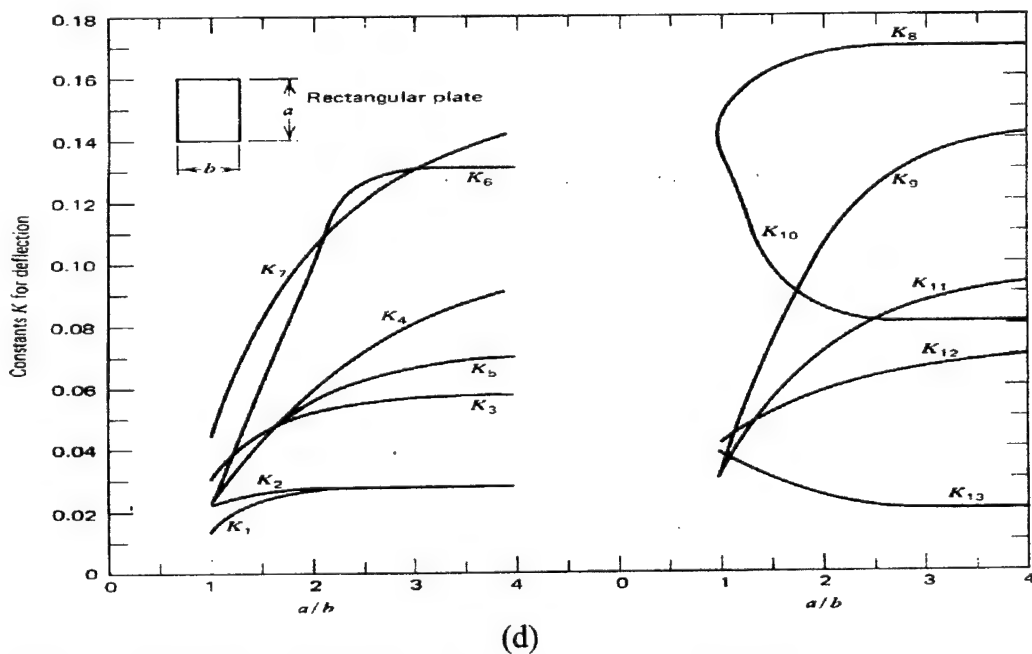 0.18
0.16
0.14
0.12
0.10
0.08
0.06
0.04
0.02
0
Constants K for deflection
a
Rectangular plate
b
K7
K6
K4
K5
K3
K2
K1
0 1 2 3 4
a/b
K8
K9
K10
K11
K12
K13
0 1 2 3 4
a/b
(d)